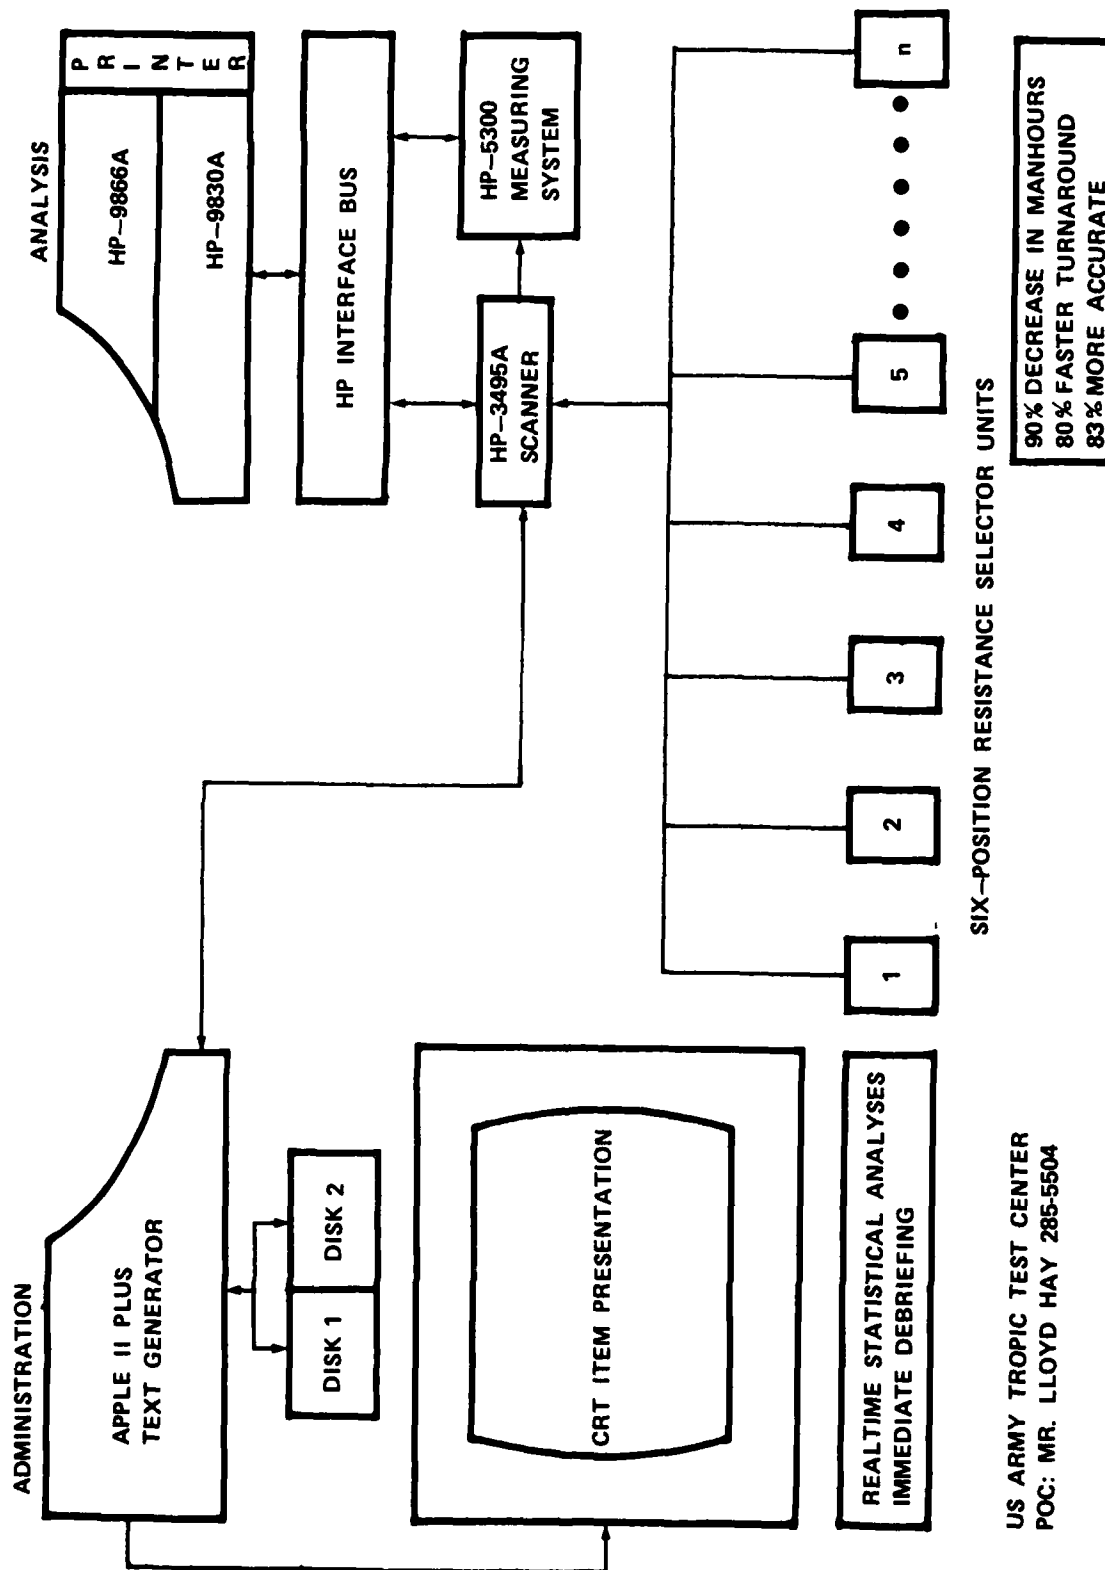 ADMINISTRATION
APPLE II PLUS
TEXT GENERATOR
DISK 1
DISK 2
CRT ITEM PRESENTATION
REALTIME STATISTICAL ANALYSES
IMMEDIATE DEBRIEFING
US ARMY TROPIC TEST CENTER
POC: MR. LLOYD HAY 285-5504
ANALYSIS
HP-9866A
HP-9830A
PRINTER
HP INTERFACE BUS
HP-3495A
SCANNER
HP-5300
MEASURING
SYSTEM
1
2
3
4
5
n
SIX-POSITION RESISTANCE SELECTOR UNITS
90% DECREASE IN MANHOURS
80% FASTER TURNAROUND
83% MORE ACCURATE